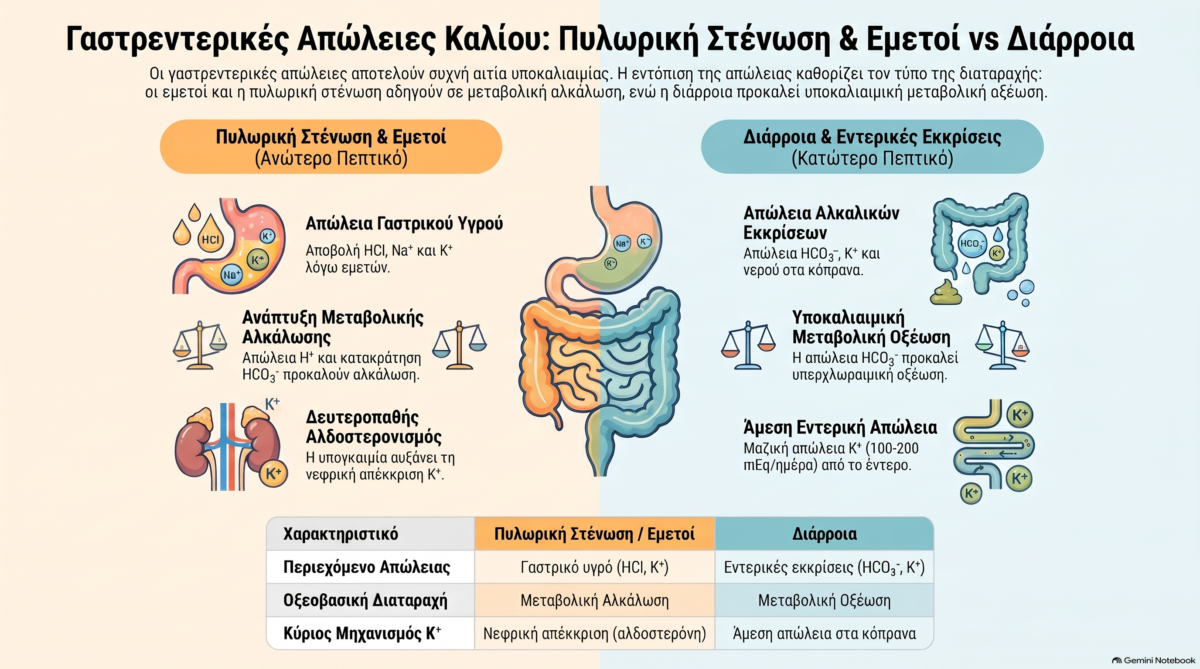 Γαστρεντερικές Απώλειες Καλίου: Πυλωρική Στένωση & Εμετοί vs Διάρροια
Οι γαστρεντερικές απώλειες αποτελούν συχνή αιτία υποκαλιαιμίας. Η εντόπιση της απώλειας καθορίζει τον τύπο της διαταραχής:
οι εμετοί και η πυλωρική στένωση οδηγούν σε μεταβολική αλκάλωση, ενώ η διάρροια προκαλεί υποκαλιαιμική μεταβολική αξέωση.
Πυλωρική Στένωση & Εμετοί
(Ανώτερο Πεπτικό)
HCl
K⁺
K⁺
Na⁺
Απώλεια Γαστρικού Υγρού
Αποβολή HCl, Na⁺ και K⁺
λόγω εμετών.
Ανάπτυξη Μεταβολικής
Αλκάλωσης
Απώλεια H⁺ και κατακράτηση
HCO₃⁻ προκαλούν αλκάλωση.
K⁺
K⁺
Δευτεροπαθής
Αλδοστερονισμός
Η υπογκαιμία αυξάνει τη
νεφρική απέκκριση K⁺.
Na⁺
K⁻
K⁺
Διάρροια & Εντερικές Εκκρίσεις
(Κατώτερο Πεπτικό)
Απώλεια Αλκαλικών
Εκκρίσεων
Απώλεια HCO₃⁻, K⁺ και
νερού στα κόπρανα.
HCO₃⁻
K⁺
Υποκαλιαιμική
Μεταβολική Οξέωση
Η απώλεια HCO₃⁻ προκαλεί
υπερχλωραιμική οξέωση.
Άμεση Εντερική Απώλεια
Μαζική απώλεια K⁺ (100-200
mEq/ημέρα) από το έντερο.
K⁺
K⁺
K⁺
Χαρακτηριστικό Πυλωρική Στένωση / Εμετοί Διάρροια
Περιεχόμενο Απώλειας Γαστρικό υγρό (HCl, K⁺) Εντερικές εκκρίσεις (HCO₃⁻, K⁺)
Οξεοβασική Διαταραχή Μεταβολική Αλκάλωση Μεταβολική Οξέωση
Κύριος Μηχανισμός K⁺ Νεφρική απέκκριση (αλδοστερόνη) Άμεση απώλεια στα κόπρανα
Gemini Notebook